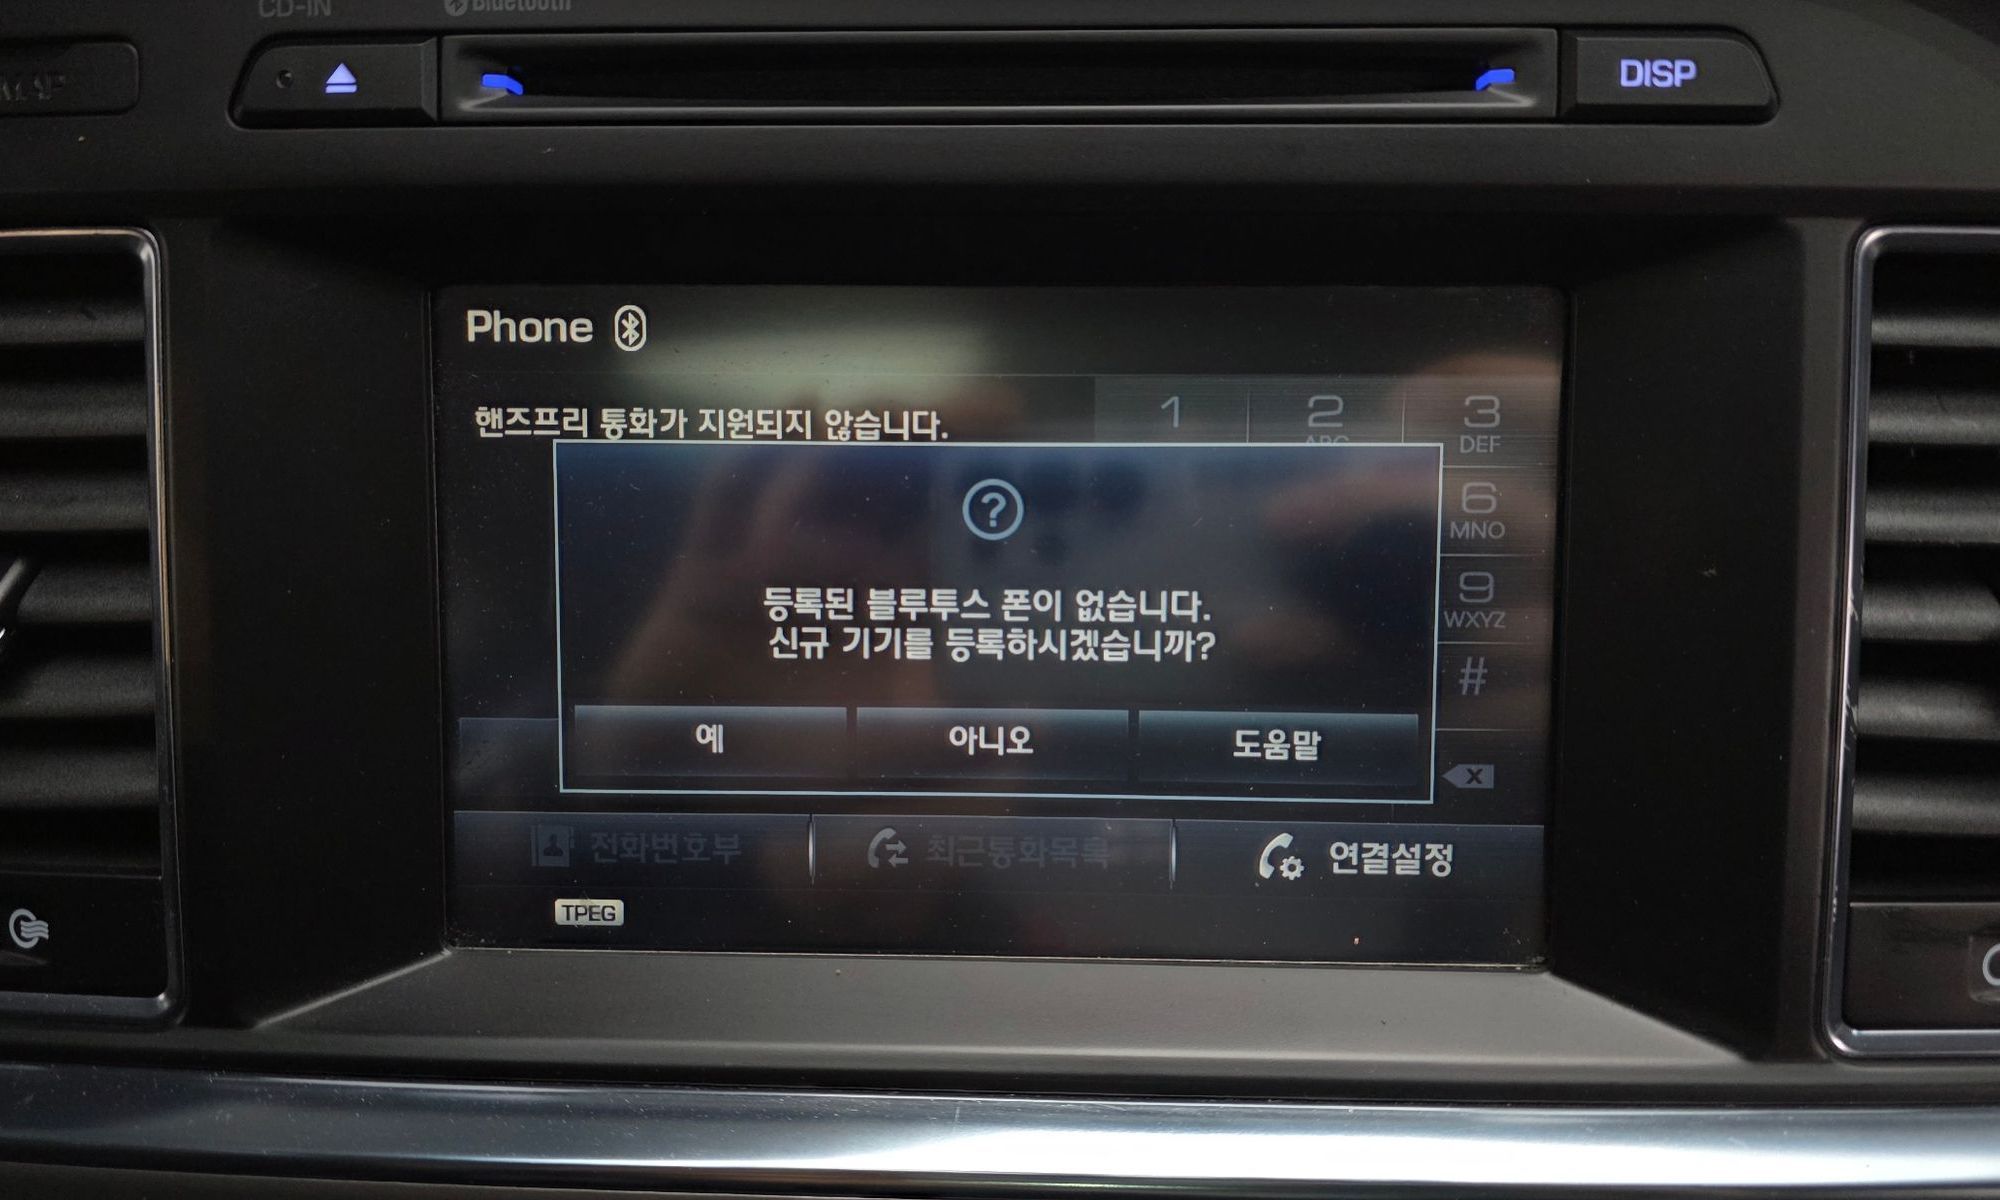 CD-IN
Bluetooth
DISP
Phone
핸즈프리 통화가 지원되지 않습니다.
1
2
3
DEF
6
MNO
9
WXYZ
#
등록된 블루투스 폰이 없습니다.
신규 기기를 등록하시겠습니까?
예
아니오
도움말
전화번호부
최근통화목록
연결설정
TPEG